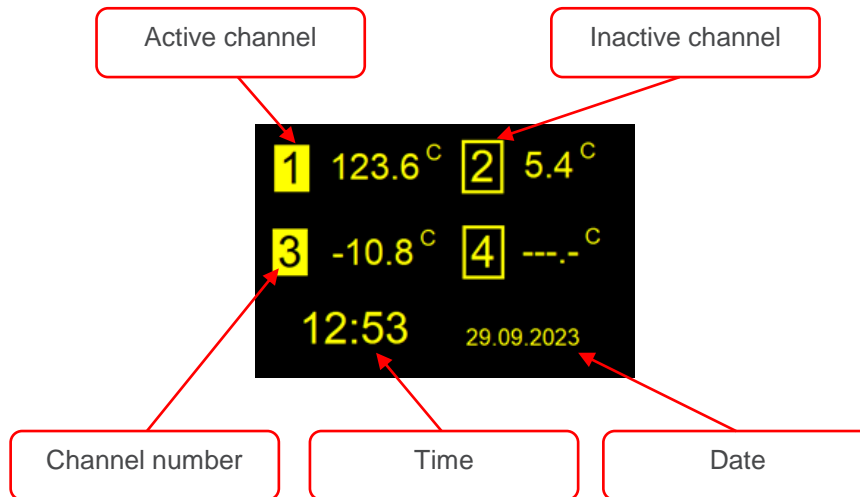 Active channel
Inactive channel
1 123.6 C 2 5.4 C
3 -10.8 C 4 ---.- C
12:53 29.09.2023
Channel number
Time
Date